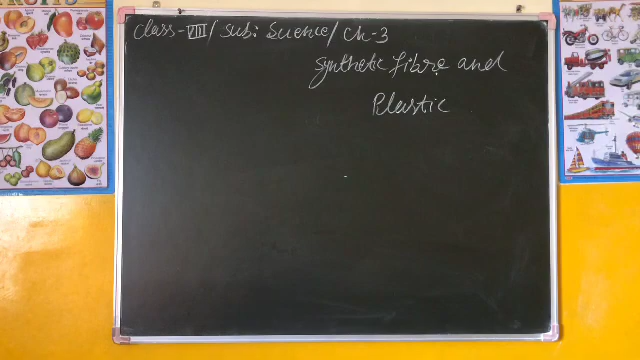 Class-VIII/ Sub: Science/ Ch-3
Synthetic fibre and
Plastic